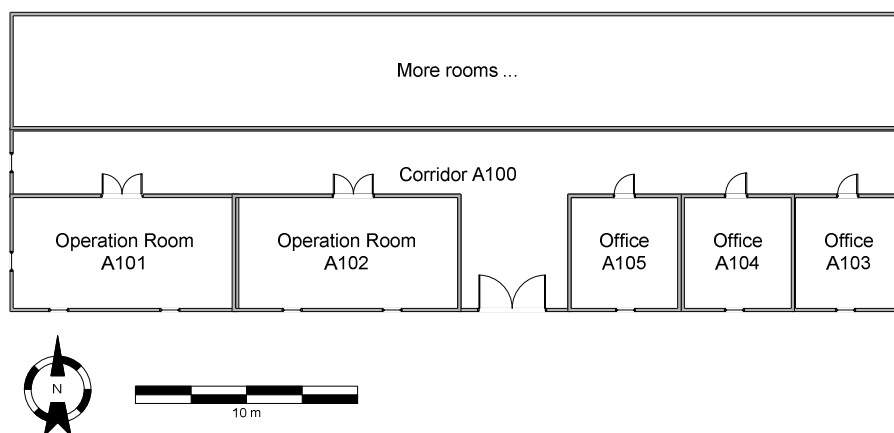 More rooms ...
Corridor A100
Operation Room
A101
Operation Room
A102
Office
A105
Office
A104
Office
A103
N
10 m